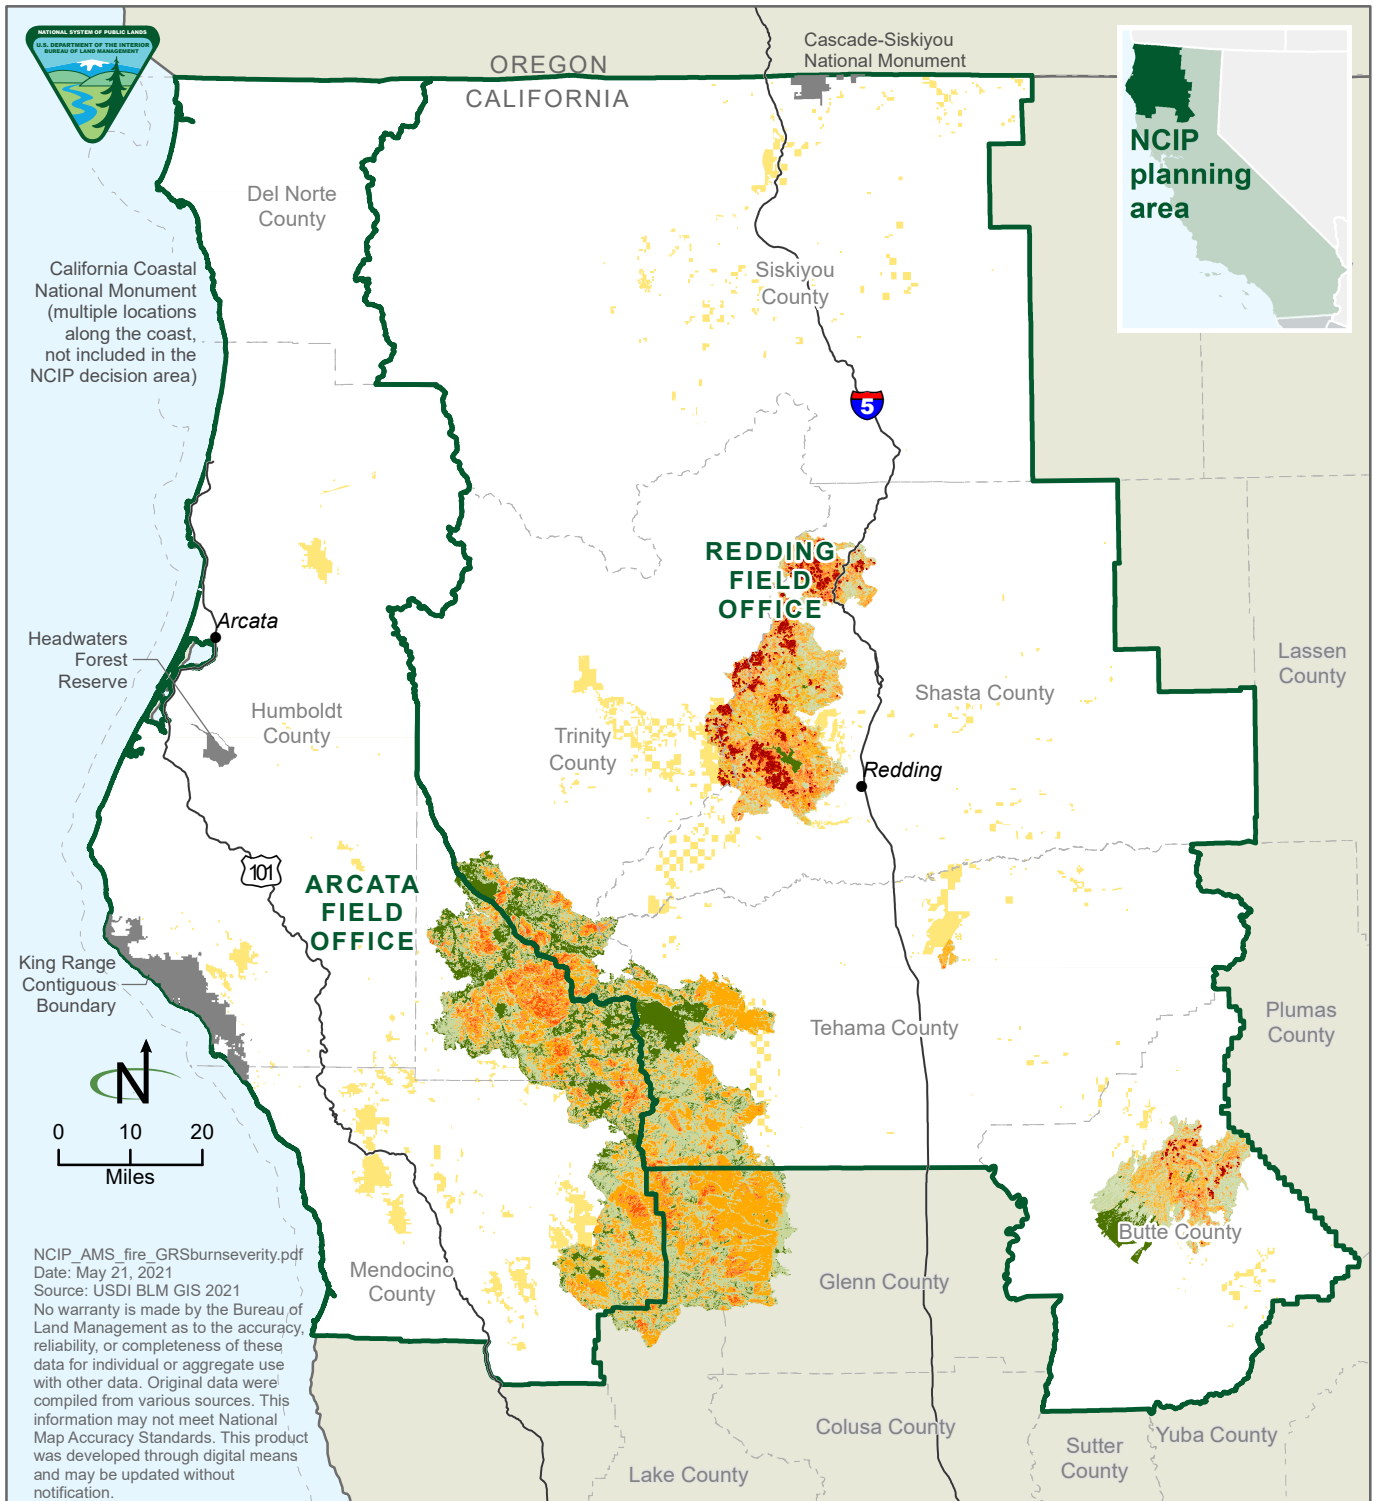 NATIONAL SYSTEM OF PUBLIC LANDS
U.S. DEPARTMENT OF THE INTERIOR
BUREAU OF LAND MANAGEMENT
OREGON
CALIFORNIA
Cascade-Siskiyou
National Monument
NCIP
planning
area
Del Norte
County
California Coastal
National Monument
(multiple locations
along the coast,
not included in the
NCIP decision area)
Siskiyou
County
5
REDDING
FIELD
OFFICE
Arcata
Headwaters
Forest
Reserve
Humboldt
County
Trinity
County
Shasta County
Lassen
County
Redding
101
ARCATA
FIELD
OFFICE
King Range
Contiguous
Boundary
Tehama County
Plumas
County
N
0 10 20
Miles
Butte County
Mendocino
County
Glenn County
NCIP_AMS_fire_GRSburnseverity.pdf
Date: May 21, 2021
Source: USDI BLM GIS 2021
No warranty is made by the Bureau of
Land Management as to the accuracy,
reliability, or completeness of these
data for individual or aggregate use
with other data. Original data were
compiled from various sources. This
information may not meet National
Map Accuracy Standards. This product
was developed through digital means
and may be updated without
notification.
Colusa County
Sutter
County
Yuba County
Lake County